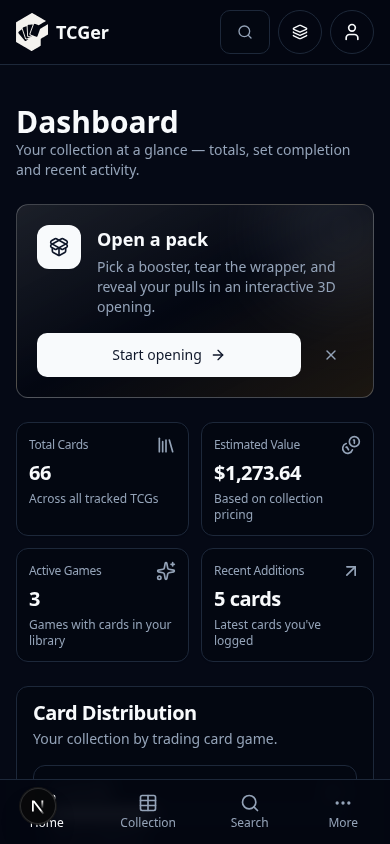 TCGer
Dashboard
Your collection at a glance — totals, set completion
and recent activity.
Open a pack
Pick a booster, tear the wrapper, and
reveal your pulls in an interactive 3D
opening.
Start opening
Total Cards
66
Across all tracked TCGs
Estimated Value
$1,273.64
Based on collection
pricing
Active Games
3
Games with cards in your
library
Recent Additions
5 cards
Latest cards you've
logged
Card Distribution
Your collection by trading card game.
N
Home
Collection
Search
More